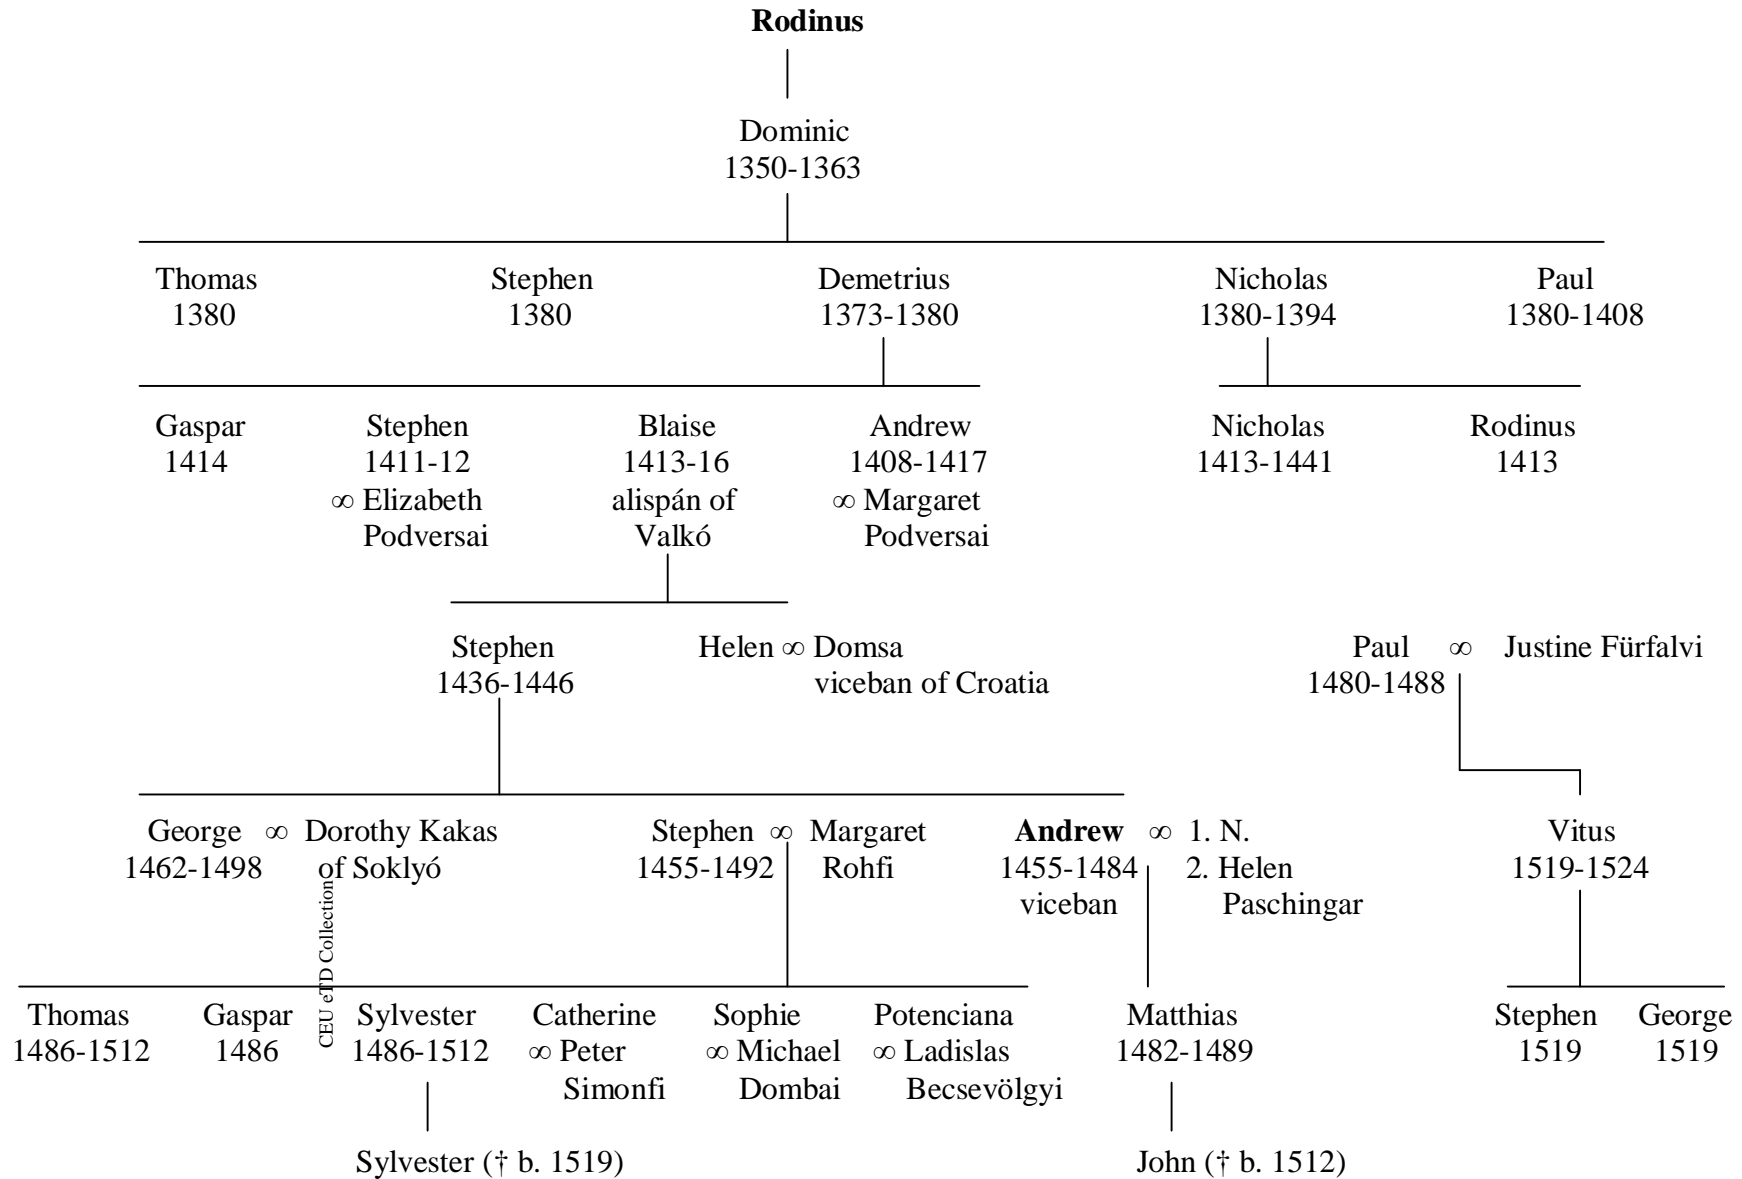 Rodinus
Dominic
1350-1363
Thomas Stephen Demetrius Nicholas Paul
1380 1380 1373-1380 1380-1394 1380-1408
Gaspar Stephen Blaise Andrew Nicholas Rodinus
1414 1411-12 1413-16 1408-1417 1413-1441 1413
∞ Elizabeth alispán of ∞ Margaret
Podversai Valkó Podversai
Stephen Helen ∞ Domsa Paul ∞ Justine Fürfalvi
1436-1446 viceban of Croatia 1480-1488
George ∞ Dorothy Kakas Stephen ∞ Margaret Andrew ∞ 1. N. Vitus
1462-1498 of Soklyó 1455-1492 Rohfi 1455-1484 2. Helen 1519-1524
viceban Paschingar
CEU eTD Collection
Thomas Gaspar Sylvester Catherine Sophie Potenciana Matthias Stephen George
1486-1512 1486 1486-1512 ∞ Peter ∞ Michael ∞ Ladislas 1482-1489 1519 1519
Simonfi Dombai Becsevölgyi
Sylvester († b. 1519) John († b. 1512)